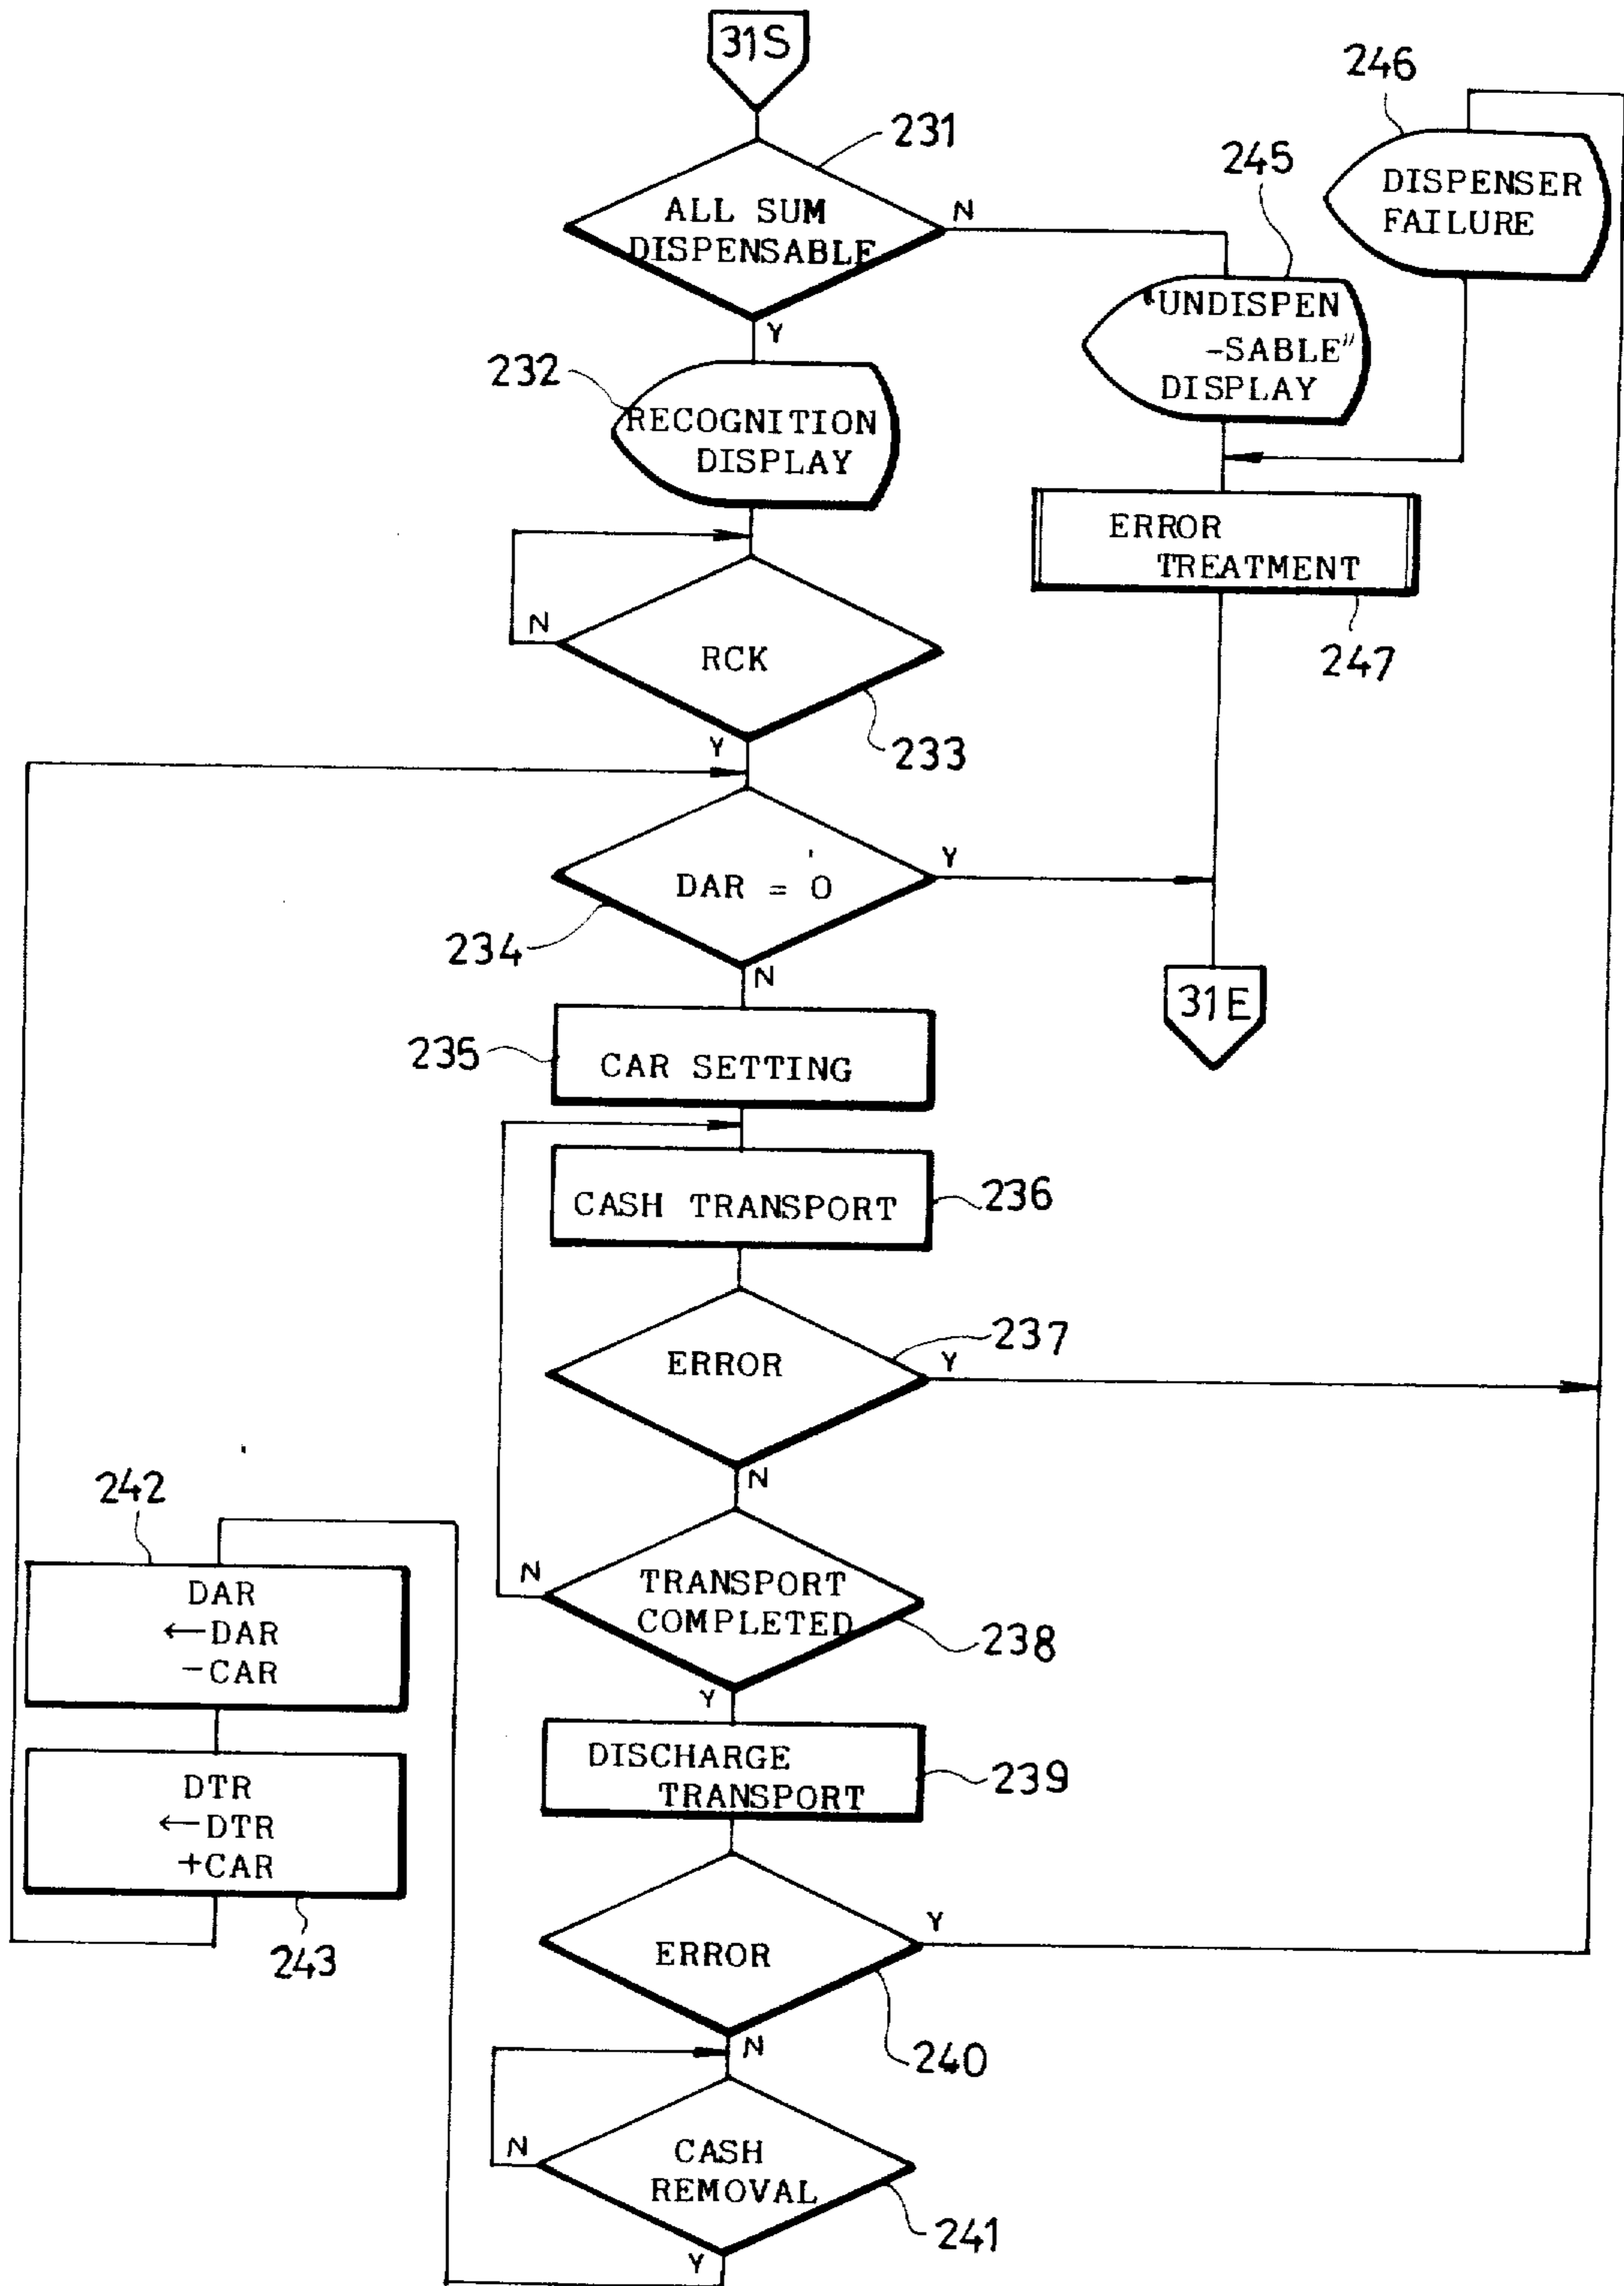 31S
231
ALL SUM
DISPENSABLE
N
Y
246
DISPENSER
FAILURE
245
"UNDISPEN
-SABLE"
DISPLAY
232
RECOGNITION
DISPLAY
ERROR
TREATMENT
247
N
RCK
Y
233
DAR = 0
Y
234
N
31E
235
CAR SETTING
CASH TRANSPORT
236
237
ERROR
Y
N
242
DAR
←DAR
-CAR
N
TRANSPORT
COMPLETED
238
Y
DISCHARGE
TRANSPORT
239
DTR
←DTR
+CAR
243
ERROR
Y
N
240
N
CASH
REMOVAL
241
Y